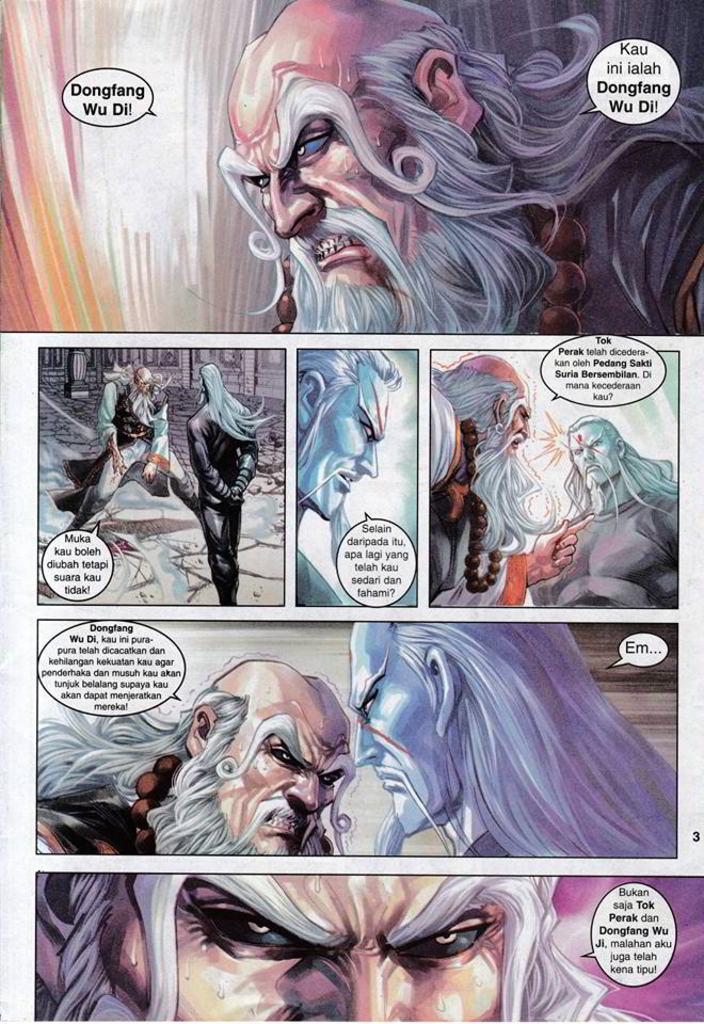 Dongfang
Wu Di!
Kau
ini ialah
Dongfang
Wu Di!
Muka
kau boleh
diubah tetapi
suara kau
tidak!
Selain
daripada itu,
apa lagi yang
telah kau
sedari dan
fahami?
Tok
Perak telah dicedera-
kan oleh Pedang Sakti
Suria Bersembilan. Di
mana kecederaan
kau?
Dongfang
Wu Di, kau ini pura-
pura telah dicacatkan dan
kehilangan kekuatan kau agar
penderhaka dan musuh kau akan
tunjuk belalang supaya kau
akan dapat menjeratkan
mereka!
Em...
3
Bukan
saja Tok
Perak dan
Dongfang Wu
Ji, malahan aku
juga telah
kena tipu!